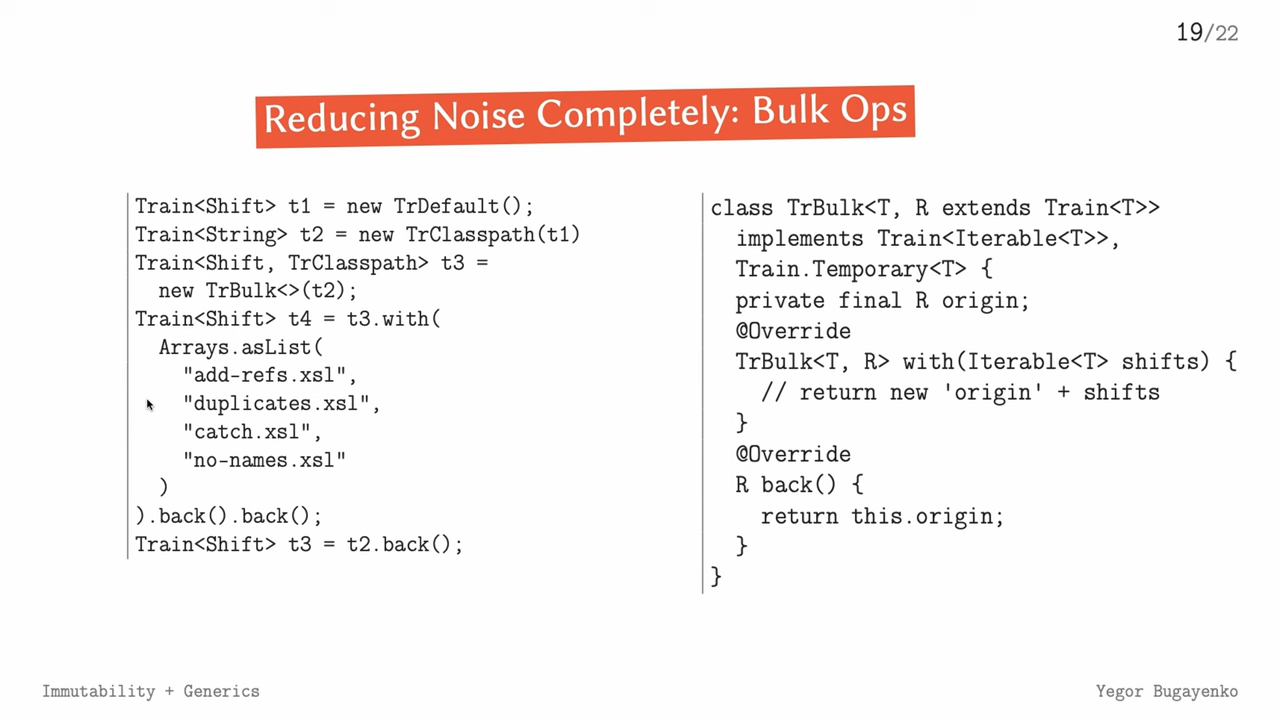 19/22
Reducing Noise Completely: Bulk Ops
Train<Shift> t1 = new TrDefault();
Train<String> t2 = new TrClasspath(t1)
Train<Shift, TrClasspath> t3 =
new TrBulk<>(t2);
Train<Shift> t4 = t3.with(
Arrays.asList(
"add-refs.xsl",
"duplicates.xsl",
"catch.xsl",
"no-names.xsl"
)
).back().back();
Train<Shift> t3 = t2.back();
class TrBulk<T, R extends Train<T>>
implements Train<Iterable<T>>,
Train.Temporary<T> {
private final R origin;
@Override
TrBulk<T, R> with(Iterable<T> shifts) {
// return new 'origin' + shifts
}
@Override
R back() {
return this.origin;
}
}
Immutability + Generics
Yegor Bugayenko